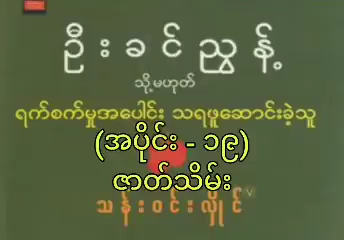 ဦးခင်ညွန့်
သို့မဟုတ်
ရက်စက်မှုအပေါင်း သရဖူဆောင်းခဲ့သူ
(အပိုင်း - ၁၉)
ဇာတ်သိမ်း
သန်းဝင်းလှိုင်